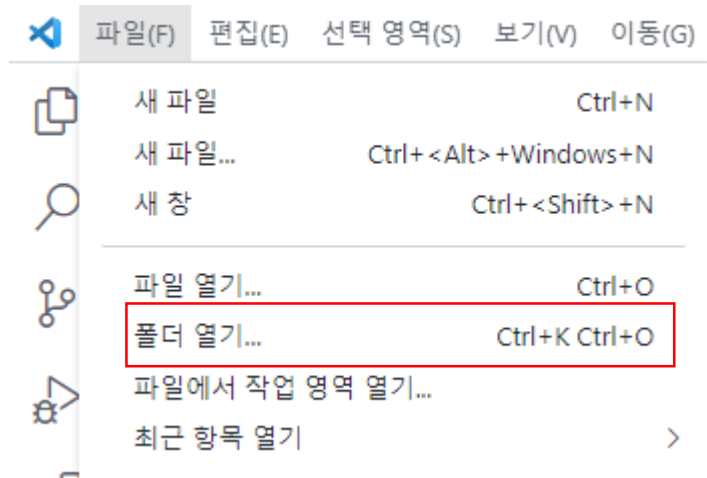 파일(F) 편집(E) 선택 영역(S) 보기(V) 이동(G)
새 파일 Ctrl+N
새 파일... Ctrl+<Alt>+Windows+N
새 창 Ctrl+<Shift>+N
파일 열기... Ctrl+O
폴더 열기... Ctrl+K Ctrl+O
파일에서 작업 영역 열기...
최근 항목 열기